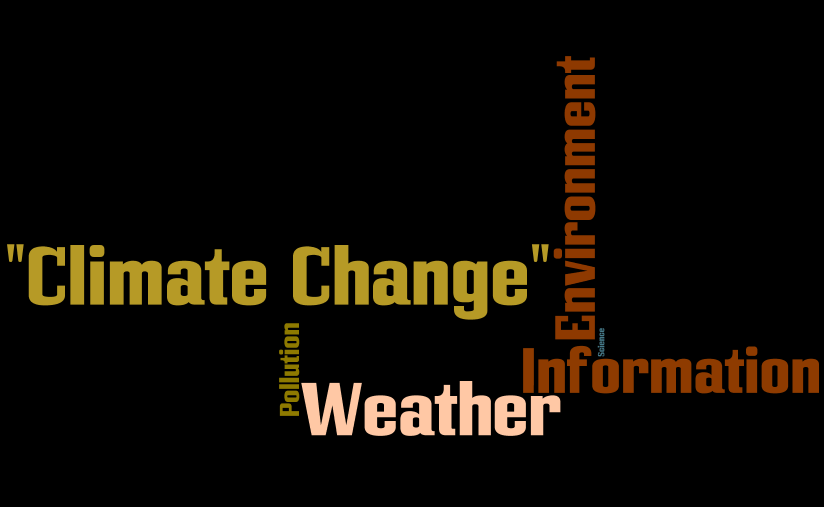 Environment
"Climate Change"
Science
Pollution
Information
Weather